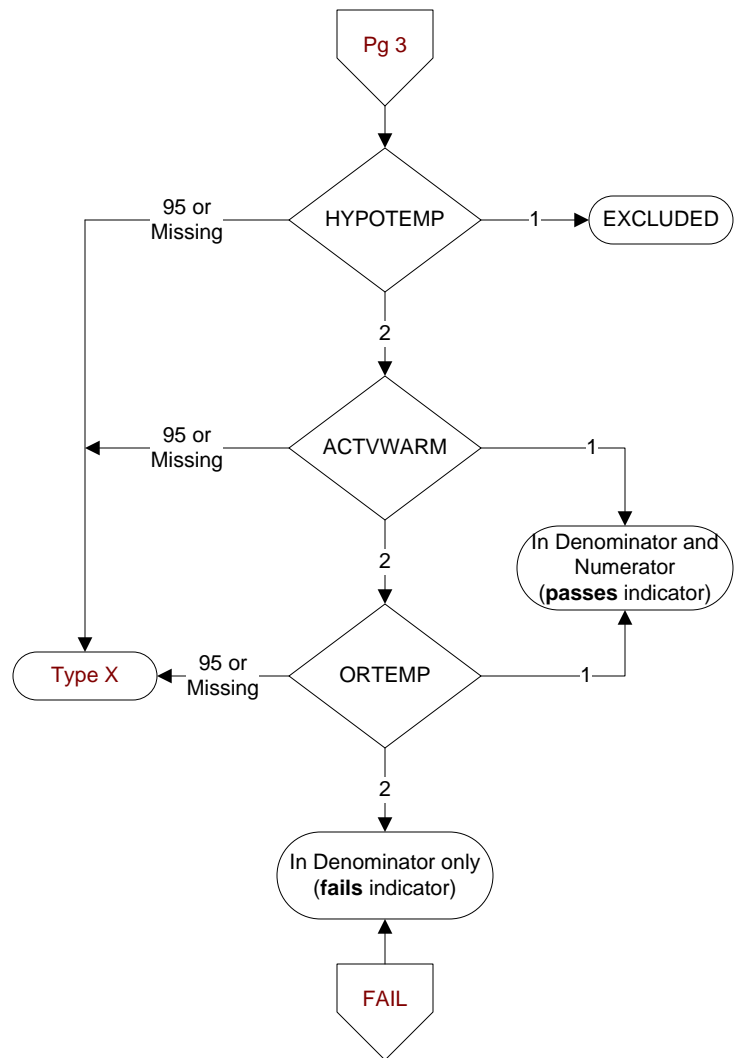 Pg 3
95 or
Missing
HYPOTEMP
1
EXCLUDED
2
95 or
Missing
ACTVWARM
1
2
In Denominator and
Numerator
(passes indicator)
Type X
95 or
Missing
ORTEMP
1
2
In Denominator only
(fails indicator)
FAIL